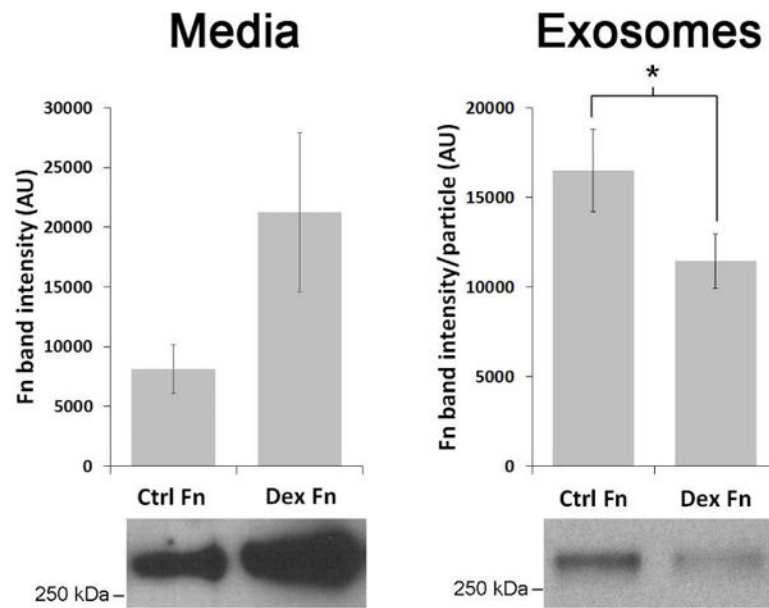 Media
Fn band intensity (AU)
30000
25000
20000
15000
10000
5000
0
Ctrl Fn Dex Fn
250 kDa
Exosomes
*
Fn band intensity/particle (AU)
20000
15000
10000
5000
0
Ctrl Fn Dex Fn
250 kDa